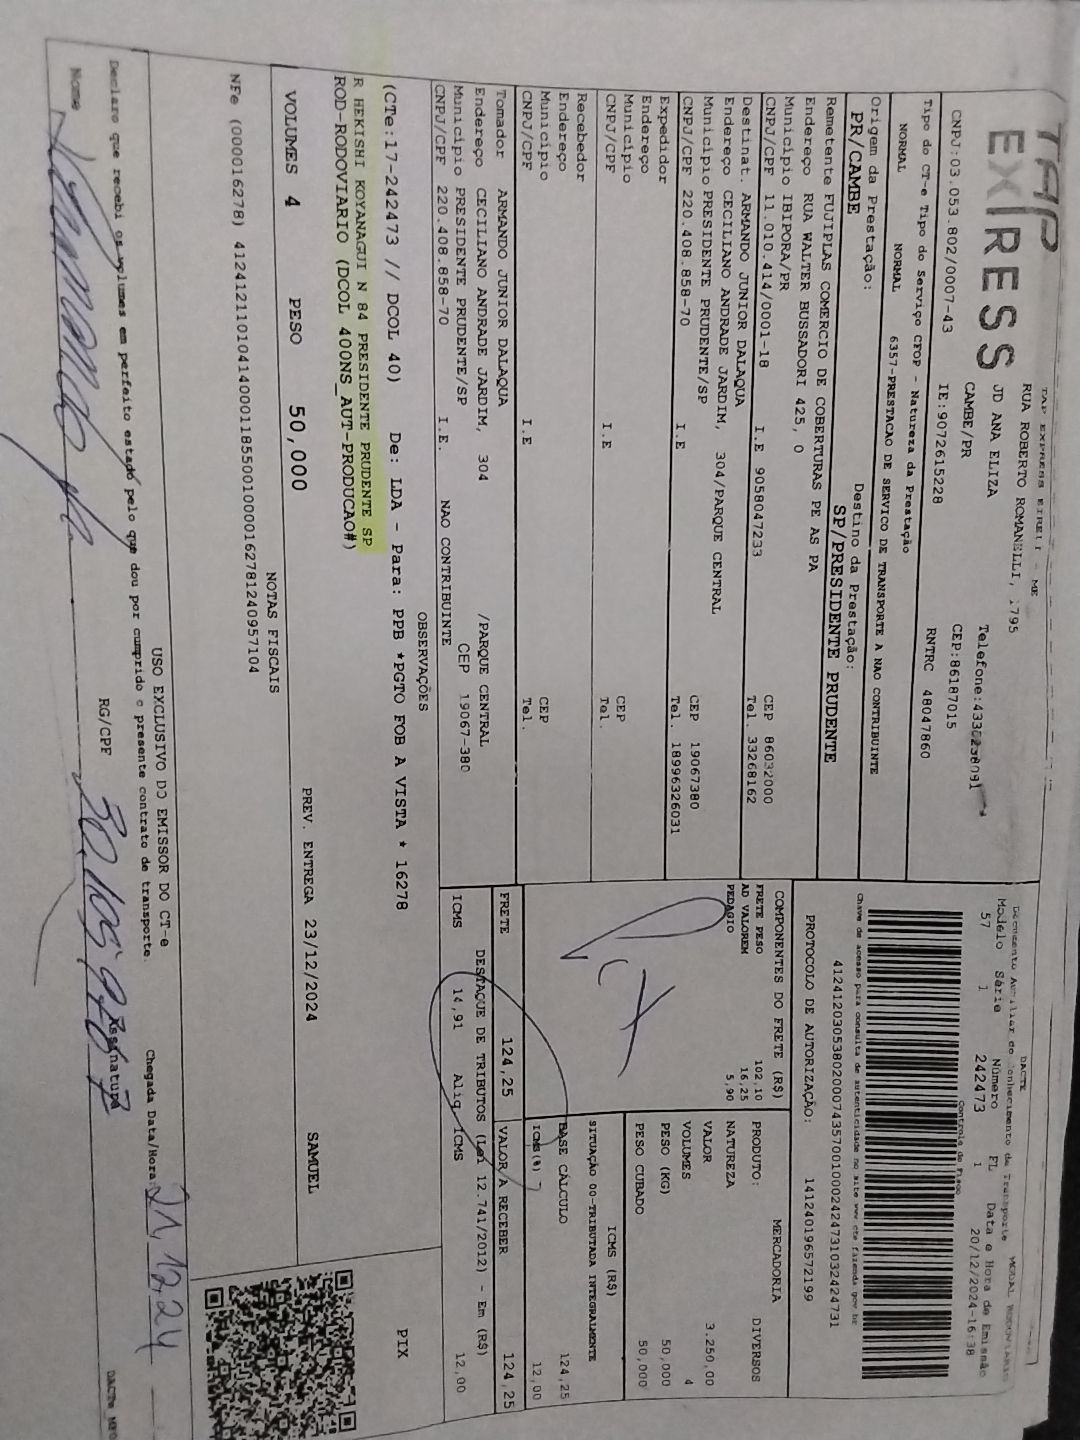 TAP
EXPRESS
TAP EXPRESS EIRELI - ME
RUA ROBERTO ROMANELLI, 1795
JD ANA ELIZA
CAMBE/PR
Telefone:4330238091
CEP:86187015
CNPJ:03.053.802/0007-43
IE:9072615228
RNTRC 48047860
DACTE
Documento Auxiliar do Conhecimento de Transporte
MODAL RODOVIARIO
Modelo Série Número FL Data e Hora de Emissão
57 1 242473 1 20/12/2024-16:38
Controle do Fisco
Chave de acesso para consulta de autenticidade no site www cte fazenda gov br
41241203053802000743570010002424731032424731
PROTOCOLO DE AUTORIZAÇÃO: 141240196572199
Tipo do CT-e Tipo do Serviço CFOP - Natureza da Prestação
NORMAL NORMAL 6357-PRESTACAO DE SERVICO DE TRANSPORTE A NAO CONTRIBUINTE
Origem da Prestação: Destino da Prestação:
PR/CAMBE SP/PRESIDENTE PRUDENTE
Remetente FUJIPLAS COMERCIO DE COBERTURAS PE AS PA
Endereço RUA WALTER BUSSADORI 425, 0
Município IBIPORA/PR CEP 86032000
CNPJ/CPF 11.010.414/0001-18 I.E 9058047233 Tel. 33268162
Destinat. ARMANDO JUNIOR DALAQUA
Endereço CECILIANO ANDRADE JARDIM, 304/PARQUE CENTRAL
Município PRESIDENTE PRUDENTE/SP CEP 19067380
CNPJ/CPF 220.408.858-70 I.E Tel. 18996326031
Expedidor
Endereço
Município CEP
CNPJ/CPF I.E Tel.
Recebedor
Endereço
Município CEP
CNPJ/CPF I.E Tel.
Tomador ARMANDO JUNIOR DALAQUA
Endereço CECILIANO ANDRADE JARDIM, 304 /PARQUE CENTRAL
Município PRESIDENTE PRUDENTE/SP CEP 19067-380
CNPJ/CPF 220.408.858-70 I.E. NAO CONTRIBUINTE
COMPONENTES DO FRETE (R$)
FRETE PESO 102,10
AD VALOREM 16,25
PEDAGIO 5,90
MERCADORIA
PRODUTO: DIVERSOS
NATUREZA
VALOR 3.250,00
VOLUMES 4
PESO (KG) 50,000
PESO CUBADO 50,000
ICMS (R$)
SITUAÇÃO 00-TRIBUTADA INTEGRALMENTE
BASE CÁLCULO 124,25
ICMS(%) 12,00
FRETE 124,25 VALOR A RECEBER 124,25
DESTAQUE DE TRIBUTOS (Lei 12.741/2012) - Em (R$)
ICMS 14,91 Aliq ICMS 12,00
OBSERVAÇÕES
(CTe:17-242473 // DCOL 40) De: LDA - Para: PPB *PGTO FOB A VISTA * 16278
PIX
R HEKISHI KOYANAGUI N 84 PRESIDENTE PRUDENTE SP
ROD-RODOVIARIO (DCOL 400NS_AUT-PRODUCAO#)
VOLUMES 4 PESO 50,000 PREV. ENTREGA 23/12/2024 SAMUEL
NOTAS FISCAIS
NFe (000016278) 41241211010414000118550010000162781240957104
USO EXCLUSIVO DO EMISSOR DO CT-e
Declaro que recebi os volumes em perfeito estado pelo que dou por cumprido o presente contrato de transporte.
Chegada Data/Hora: 21,12,24
Nome RG/CPF Assinatura